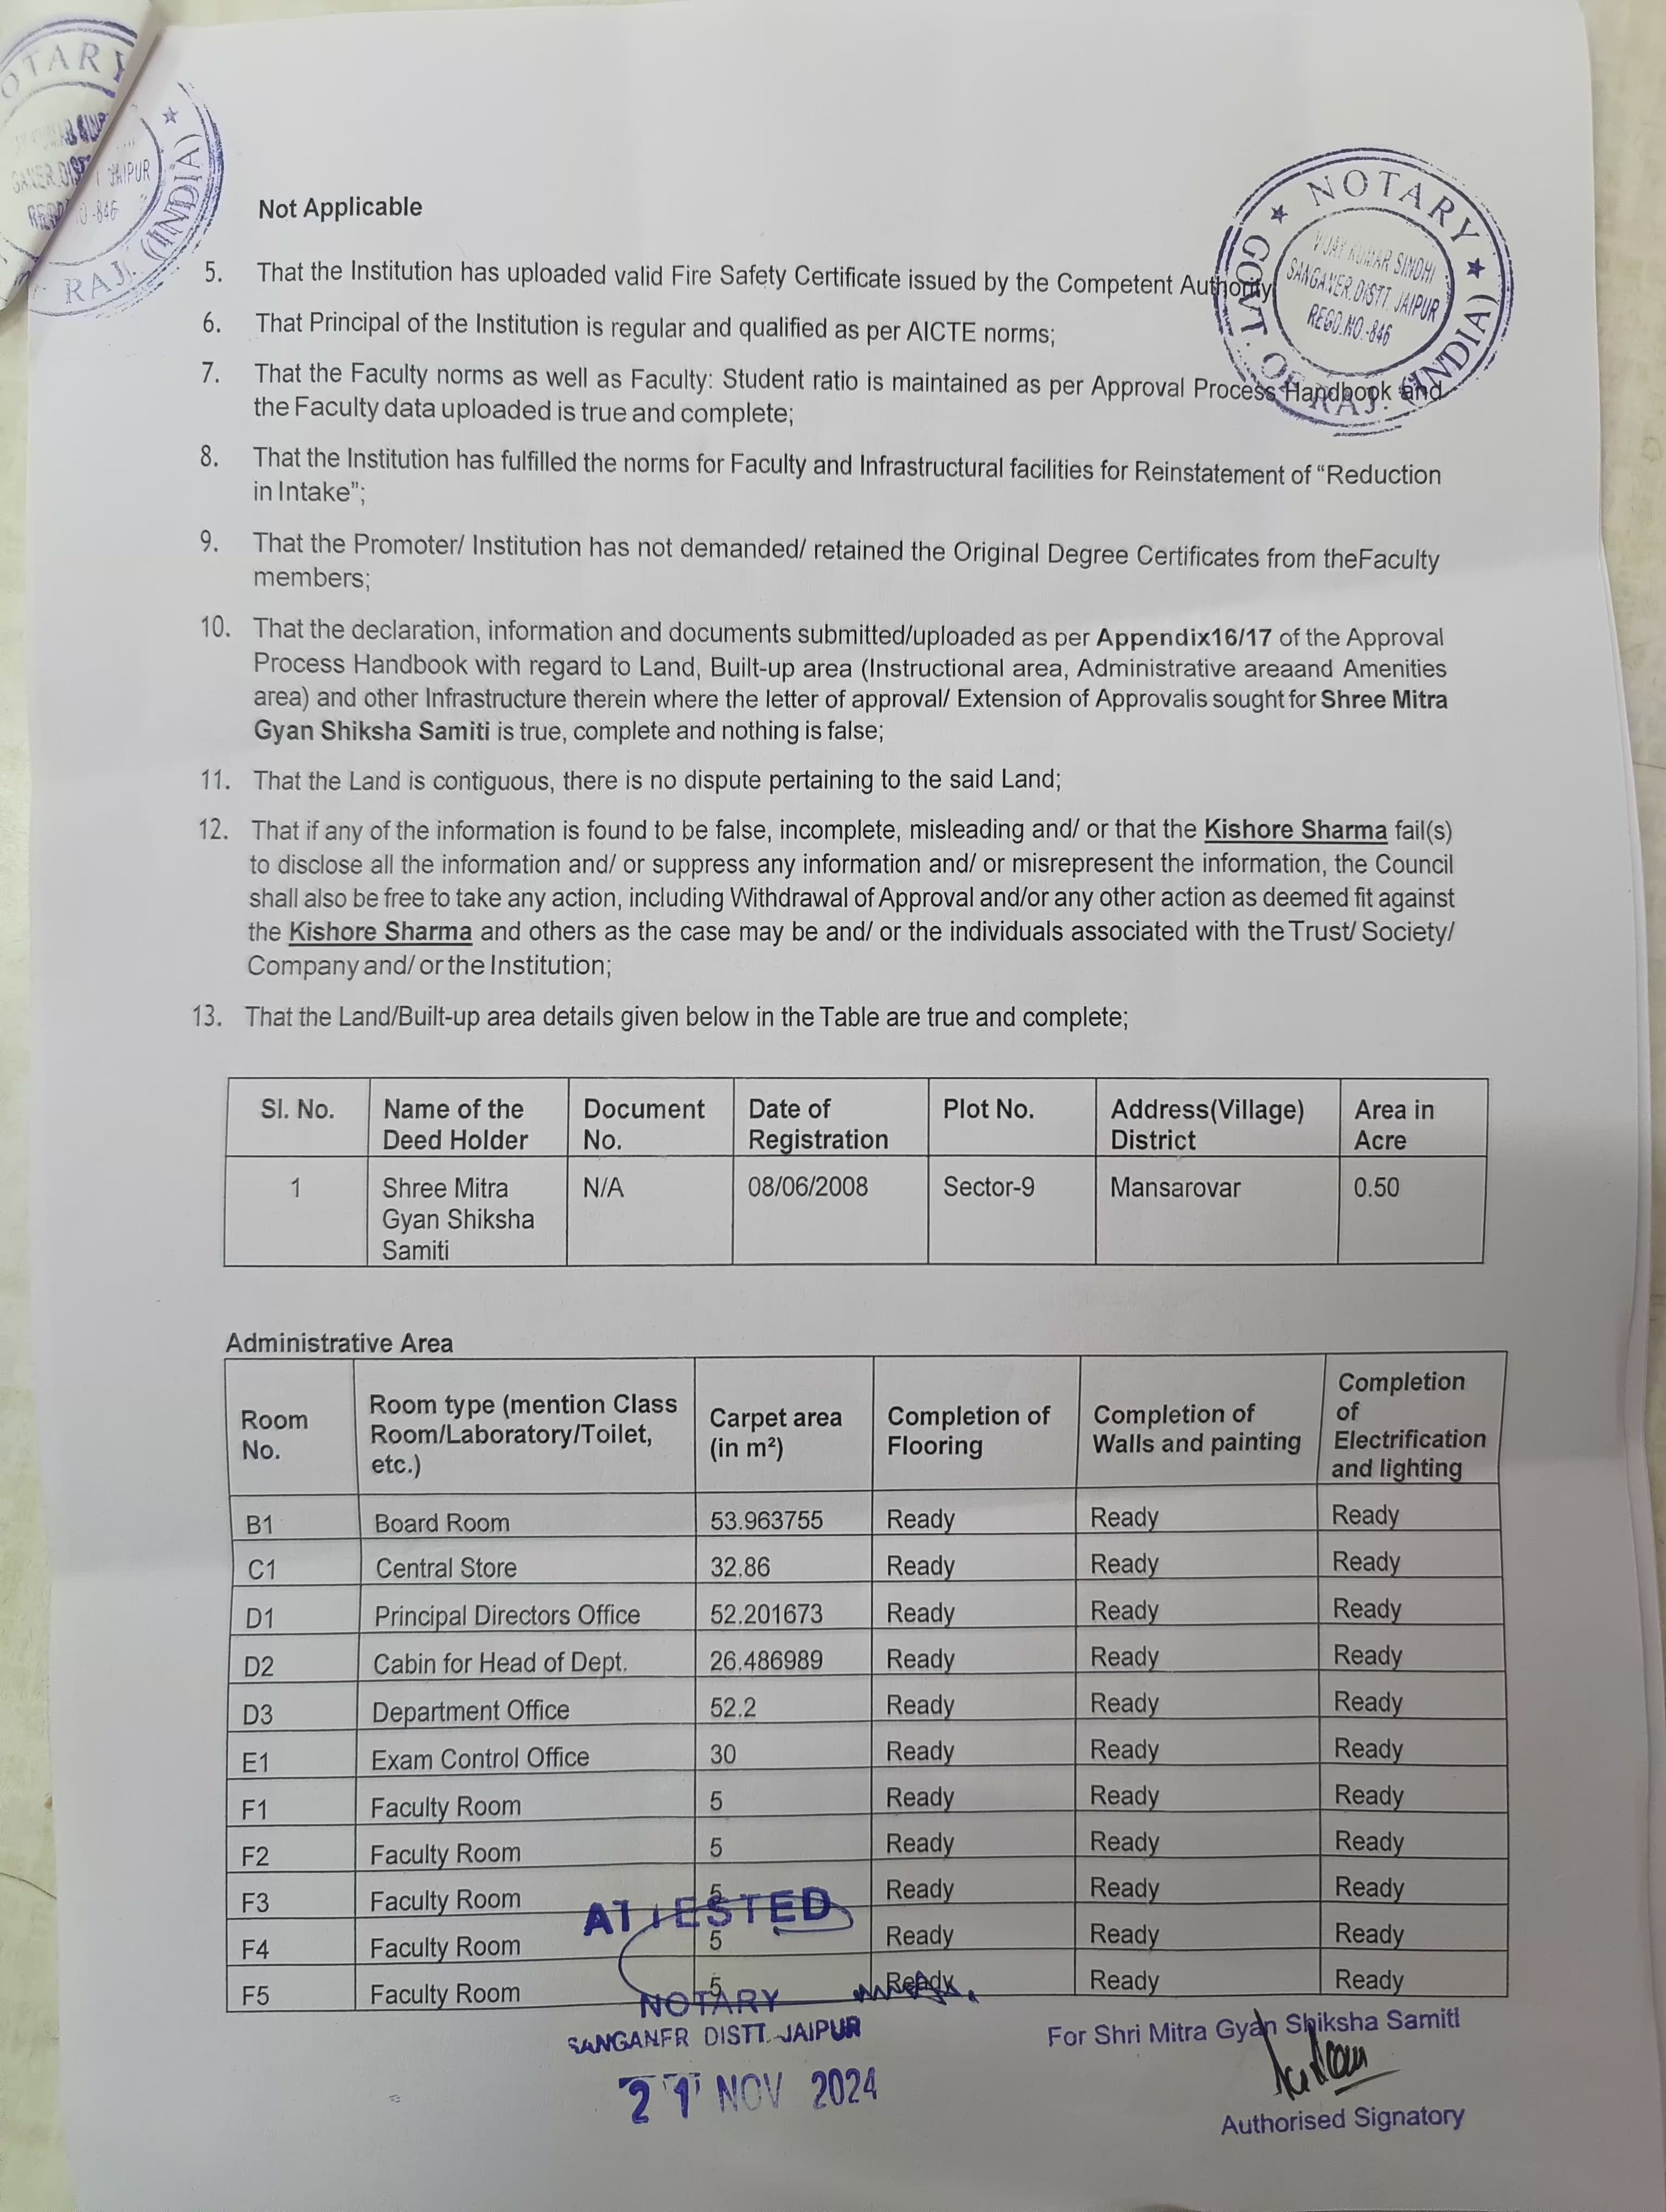 OTARY
GANER.DIST
JAIPUR
REGD
O-846
RAJ. (INDIA) ★
★ NOTARY ★
GOVT. OF RAJ. (INDIA)
VIJAY KUMAR SINDHI
SANGANER.DISTT. JAIPUR
REGD.NO.-846
Not Applicable
5. That the Institution has uploaded valid Fire Safety Certificate issued by the Competent Authority
6. That Principal of the Institution is regular and qualified as per AICTE norms;
7. That the Faculty norms as well as Faculty: Student ratio is maintained as per Approval Process Handbook and
the Faculty data uploaded is true and complete;
8. That the Institution has fulfilled the norms for Faculty and Infrastructural facilities for Reinstatement of “Reduction
in Intake”;
9. That the Promoter/ Institution has not demanded/ retained the Original Degree Certificates from theFaculty
members;
10. That the declaration, information and documents submitted/uploaded as per Appendix16/17 of the Approval
Process Handbook with regard to Land, Built-up area (Instructional area, Administrative areaand Amenities
area) and other Infrastructure therein where the letter of approval/ Extension of Approvalis sought for Shree Mitra
Gyan Shiksha Samiti is true, complete and nothing is false;
11. That the Land is contiguous, there is no dispute pertaining to the said Land;
12. That if any of the information is found to be false, incomplete, misleading and/ or that the Kishore Sharma fail(s)
to disclose all the information and/ or suppress any information and/ or misrepresent the information, the Council
shall also be free to take any action, including Withdrawal of Approval and/or any other action as deemed fit against
the Kishore Sharma and others as the case may be and/ or the individuals associated with the Trust/ Society/
Company and/ or the Institution;
13. That the Land/Built-up area details given below in the Table are true and complete;
Sl. No. Name of the Document Date of Plot No. Address(Village) Area in
Deed Holder No. Registration District Acre
1 Shree Mitra N/A 08/06/2008 Sector-9 Mansarovar 0.50
Gyan Shiksha
Samiti
Administrative Area
Completion
Room Room type (mention Class Carpet area Completion of Completion of of
No. Room/Laboratory/Toilet, (in m²) Flooring Walls and painting Electrification
etc.) and lighting
B1 Board Room 53.963755 Ready Ready Ready
C1 Central Store 32.86 Ready Ready Ready
D1 Principal Directors Office 52.201673 Ready Ready Ready
D2 Cabin for Head of Dept. 26.486989 Ready Ready Ready
D3 Department Office 52.2 Ready Ready Ready
E1 Exam Control Office 30 Ready Ready Ready
F1 Faculty Room 5 Ready Ready Ready
F2 Faculty Room 5 Ready Ready Ready
F3 Faculty Room 5 Ready Ready Ready
F4 Faculty Room 5 Ready Ready Ready
F5 Faculty Room 5 Ready Ready Ready
ATTESTED
NOTARY
SANGANER DISTT. JAIPUR
21 NOV 2024
For Shri Mitra Gyan Shiksha Samiti
Authorised Signatory